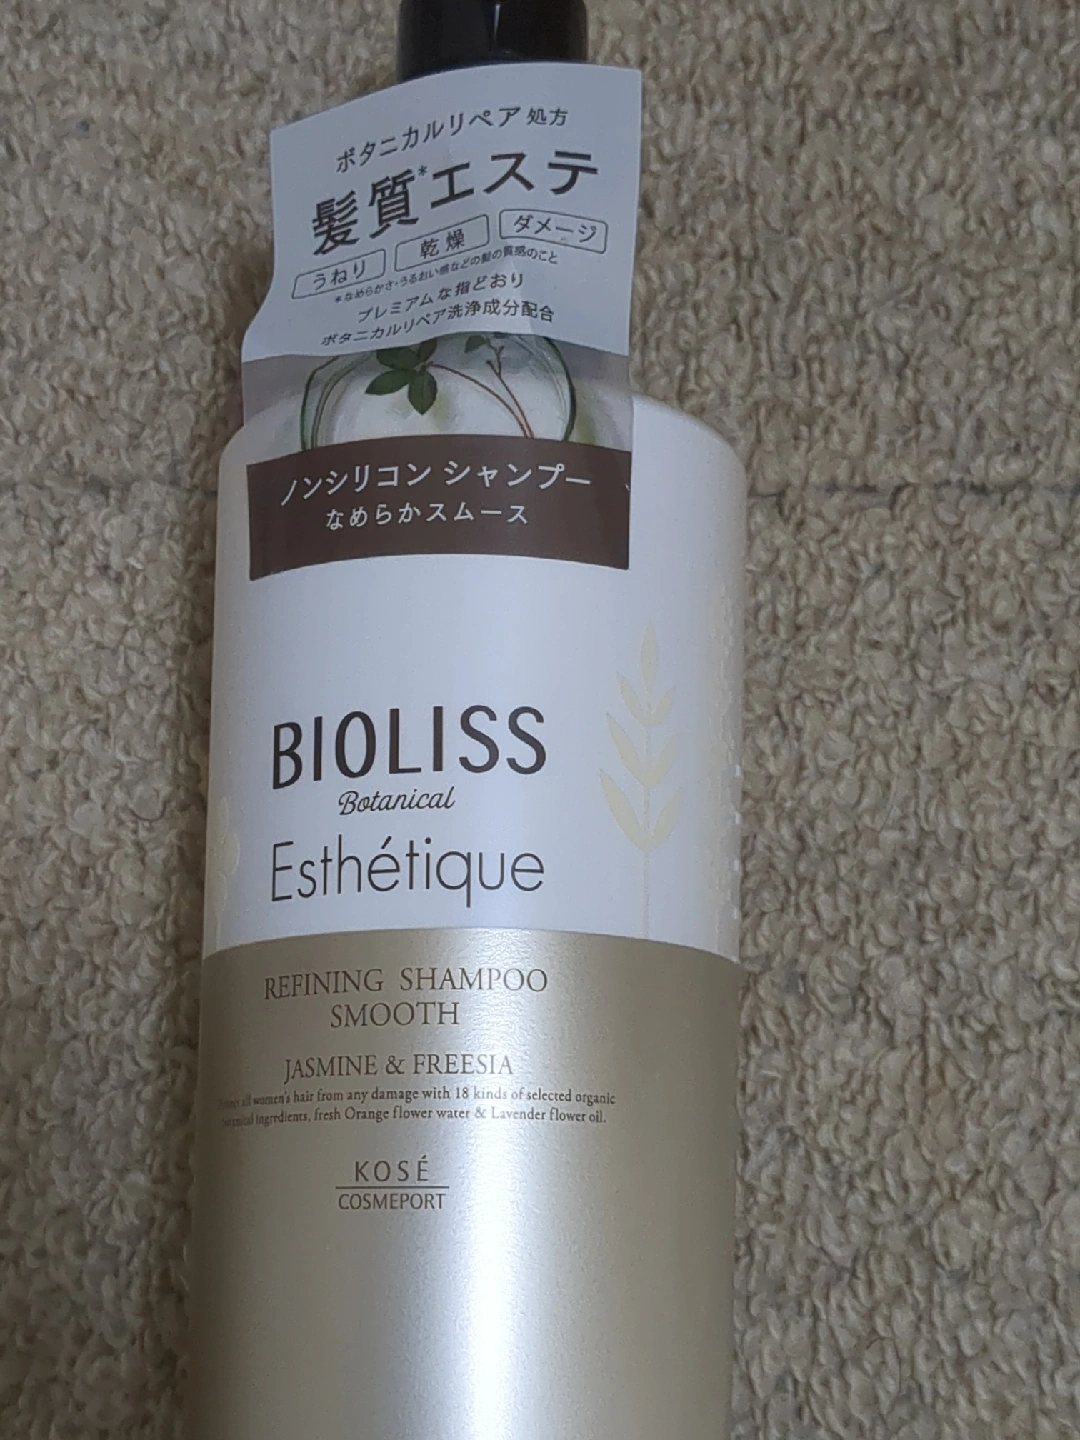 ボタニカルリペア処方
髪質*エステ
うねり 乾燥 ダメージ
*なめらかさ・うるおい感などの髪の質感のこと
プレミアムな指どおり
ボタニカルリペア洗浄成分配合
ノンシリコン シャンプー
なめらかスムース
BIOLISS
Botanical
Esthétique
REFINING SHAMPOO
SMOOTH
JASMINE & FREESIA
all women's hair from any damage with 18 kinds of selected organic
ingredients, fresh Orange flower water & Lavender flower oil.
KOSÉ
COSMEPORT